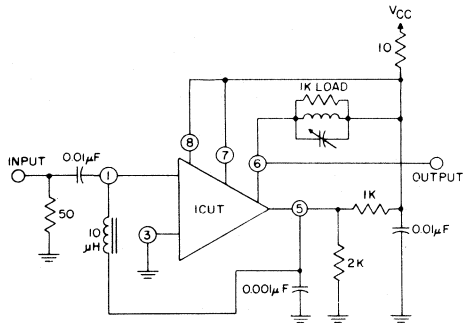 VCC
10
1K LOAD
8
7
6
INPUT
0.01μF
1
OUTPUT
ICUT
50
10
μH
3
5
1K
0.01μF
2K
0.001μF